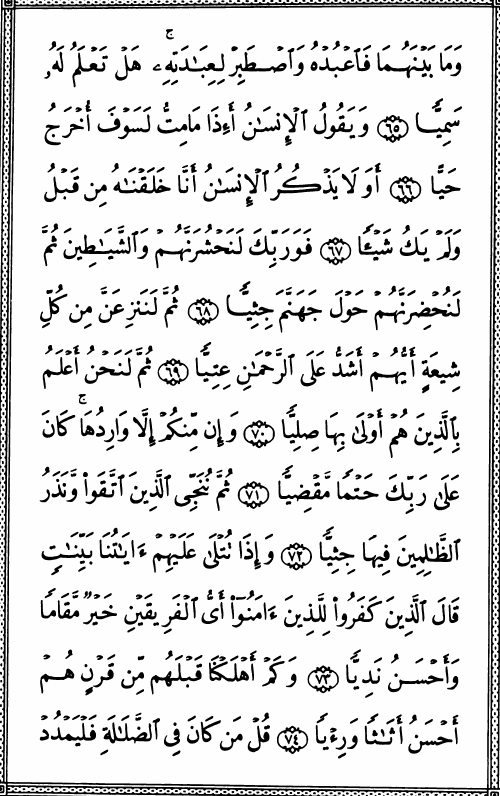 وَمَا بَيْنَهُمَا فَٱعْبُدْهُ وَٱصْطَبِرْ لِعِبَٰدَتِهِۦ ۚ هَلْ تَعْلَمُ لَهُۥ
سَمِيًّا ٦٥ وَيَقُولُ ٱلْإِنسَٰنُ أَءِذَا مَا مِتُّ لَسَوْفَ أُخْرَجُ
حَيًّا ٦٦ أَوَلَا يَذْكُرُ ٱلْإِنسَٰنُ أَنَّا خَلَقْنَٰهُ مِن قَبْلُ
وَلَمْ يَكُ شَيْـًٔا ٦٧ فَوَرَبِّكَ لَنَحْشُرَنَّهُمْ وَٱلشَّيَٰطِينَ ثُمَّ
لَنُحْضِرَنَّهُمْ حَوْلَ جَهَنَّمَ جِثِيًّا ٦٨ ثُمَّ لَنَنزِعَنَّ مِن كُلِّ
شِيعَةٍ أَيُّهُمْ أَشَدُّ عَلَى ٱلرَّحْمَٰنِ عِتِيًّا ٦٩ ثُمَّ لَنَحْنُ أَعْلَمُ
بِٱلَّذِينَ هُمْ أَوْلَىٰ بِهَا صِلِيًّا ٧٠ وَإِن مِّنكُمْ إِلَّا وَارِدُهَا ۚ كَانَ
عَلَىٰ رَبِّكَ حَتْمًا مَّقْضِيًّا ٧١ ثُمَّ نُنَجِّى ٱلَّذِينَ ٱتَّقَوا۟ وَّنَذَرُ
ٱلظَّٰلِمِينَ فِيهَا جِثِيًّا ٧٢ وَإِذَا تُتْلَىٰ عَلَيْهِمْ ءَايَٰتُنَا بَيِّنَٰتٍ
قَالَ ٱلَّذِينَ كَفَرُوا۟ لِلَّذِينَ ءَامَنُوٓا۟ أَىُّ ٱلْفَرِيقَيْنِ خَيْرٌ مَّقَامًا
وَأَحْسَنُ نَدِيًّا ٧٣ وَكَمْ أَهْلَكْنَا قَبْلَهُم مِّن قَرْنٍ هُمْ
أَحْسَنُ أَثَٰثًا وَرِءْيًا ٧٤ قُلْ مَن كَانَ فِى ٱلضَّلَٰلَةِ فَلْيَمْدُدْ